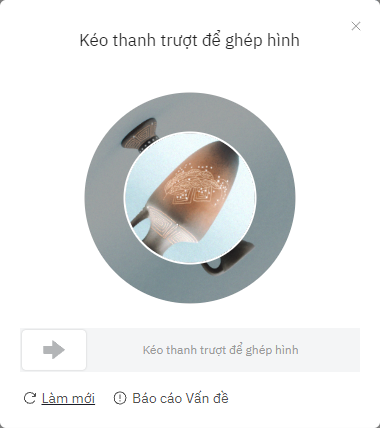 Kéo thanh trượt để ghép hình
Kéo thanh trượt để ghép hình
Làm mới
Báo cáo Vấn đề